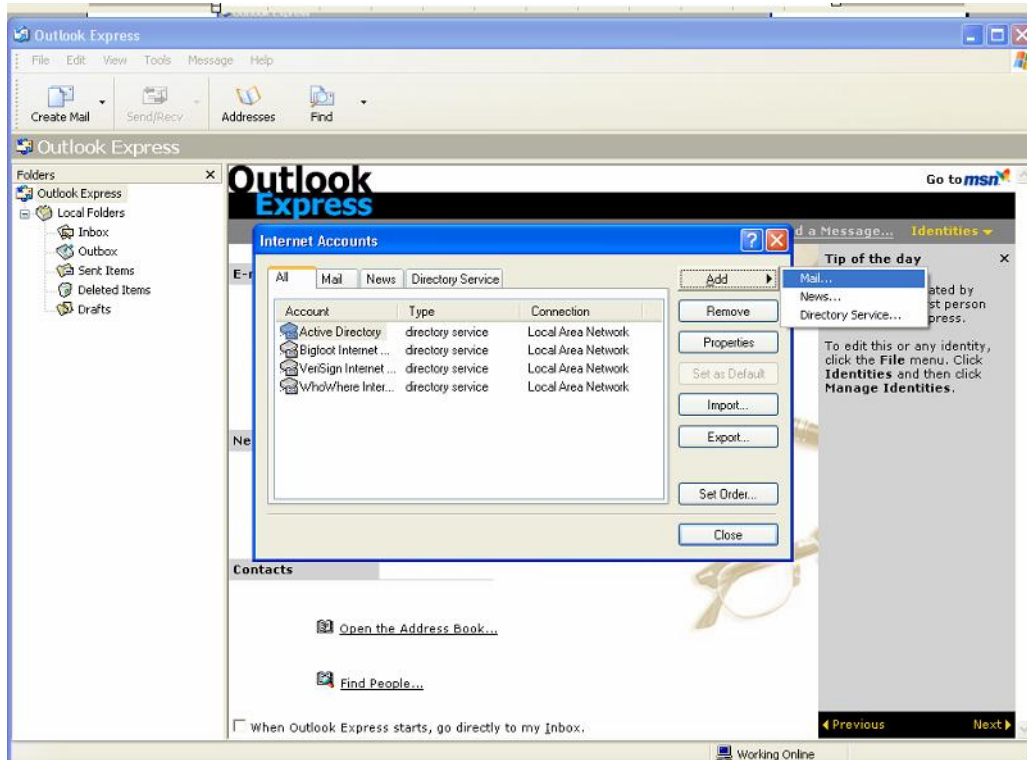 Outlook Express
File Edit View Tools Message Help
Create Mail Send/Recv Addresses Find
Outlook Express
Folders x
Outlook Express
Local Folders
Inbox
Outbox
Sent Items
Deleted Items
Drafts
Outlook
Express
Go to msn
d a Message... Identities
E-
Ne
Contacts
Open the Address Book...
Find People...
When Outlook Express starts, go directly to my Inbox.
Internet Accounts
All Mail News Directory Service
Account Type Connection
Active Directory directory service Local Area Network
Bigfoot Internet ... directory service Local Area Network
VeriSign Internet ... directory service Local Area Network
WhoWhere Inter... directory service Local Area Network
Add
Remove
Properties
Set as Default
Import...
Export...
Set Order...
Close
Mail...
News...
Directory Service...
Tip of the day x
ated by
st person
press.
To edit this or any identity,
click the File menu. Click
Identities and then click
Manage Identities.
Previous Next
Working Online